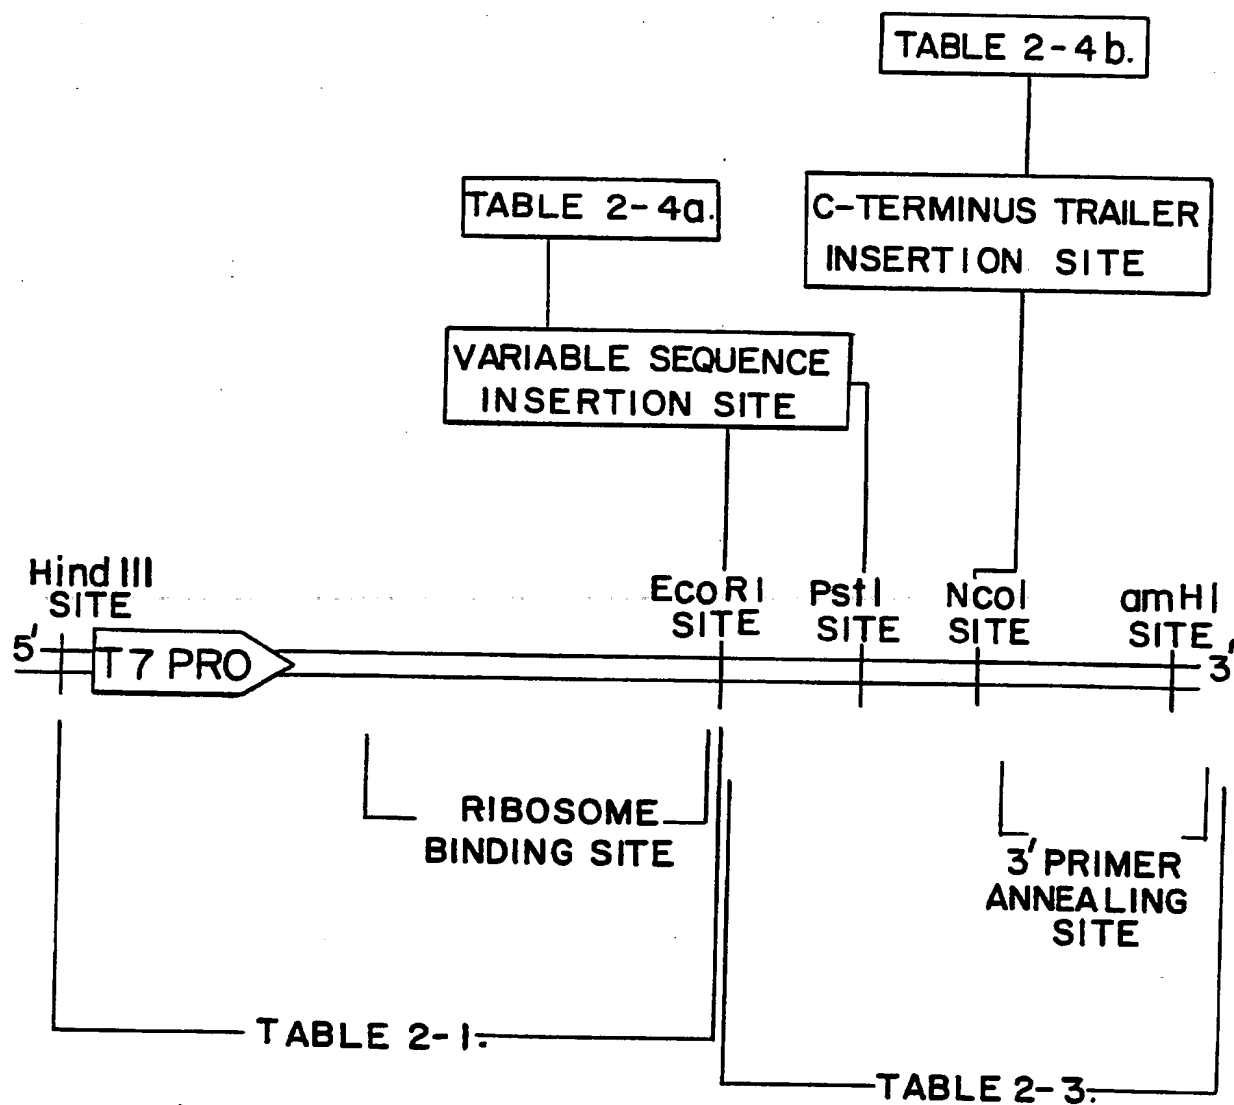 TABLE 2-4b.
TABLE 2-4a.
C-TERMINUS TRAILER
INSERTION SITE
VARIABLE SEQUENCE
INSERTION SITE
Hind III
SITE
EcoRI
SITE
PstI
SITE
NcoI
SITE
amHI
SITE
5'
T7 PRO
3'
RIBOSOME
BINDING SITE
3' PRIMER
ANNEALING
SITE
TABLE 2-1.
TABLE 2-3.